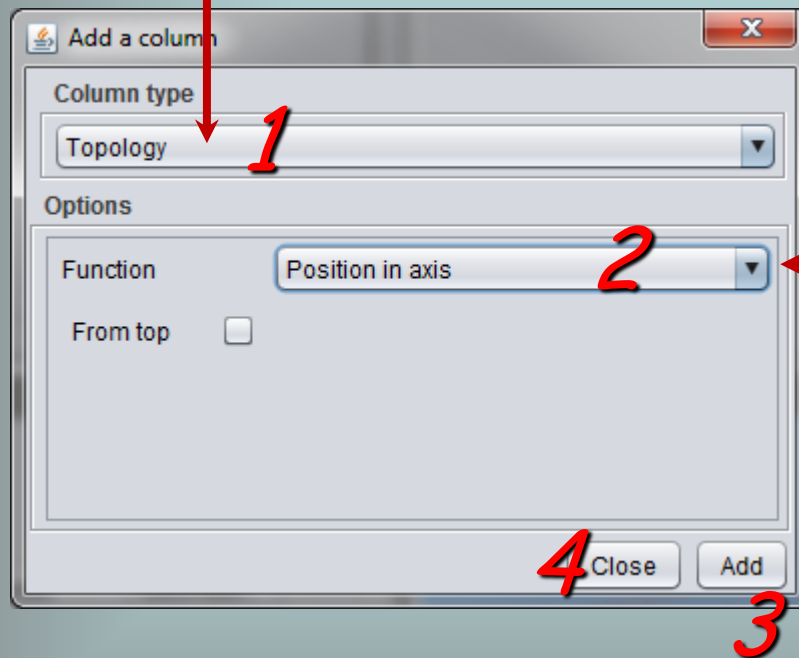 Add a column
Column type
Topology 1
Options
Function Position in axis 2
From top
4 Close Add
3